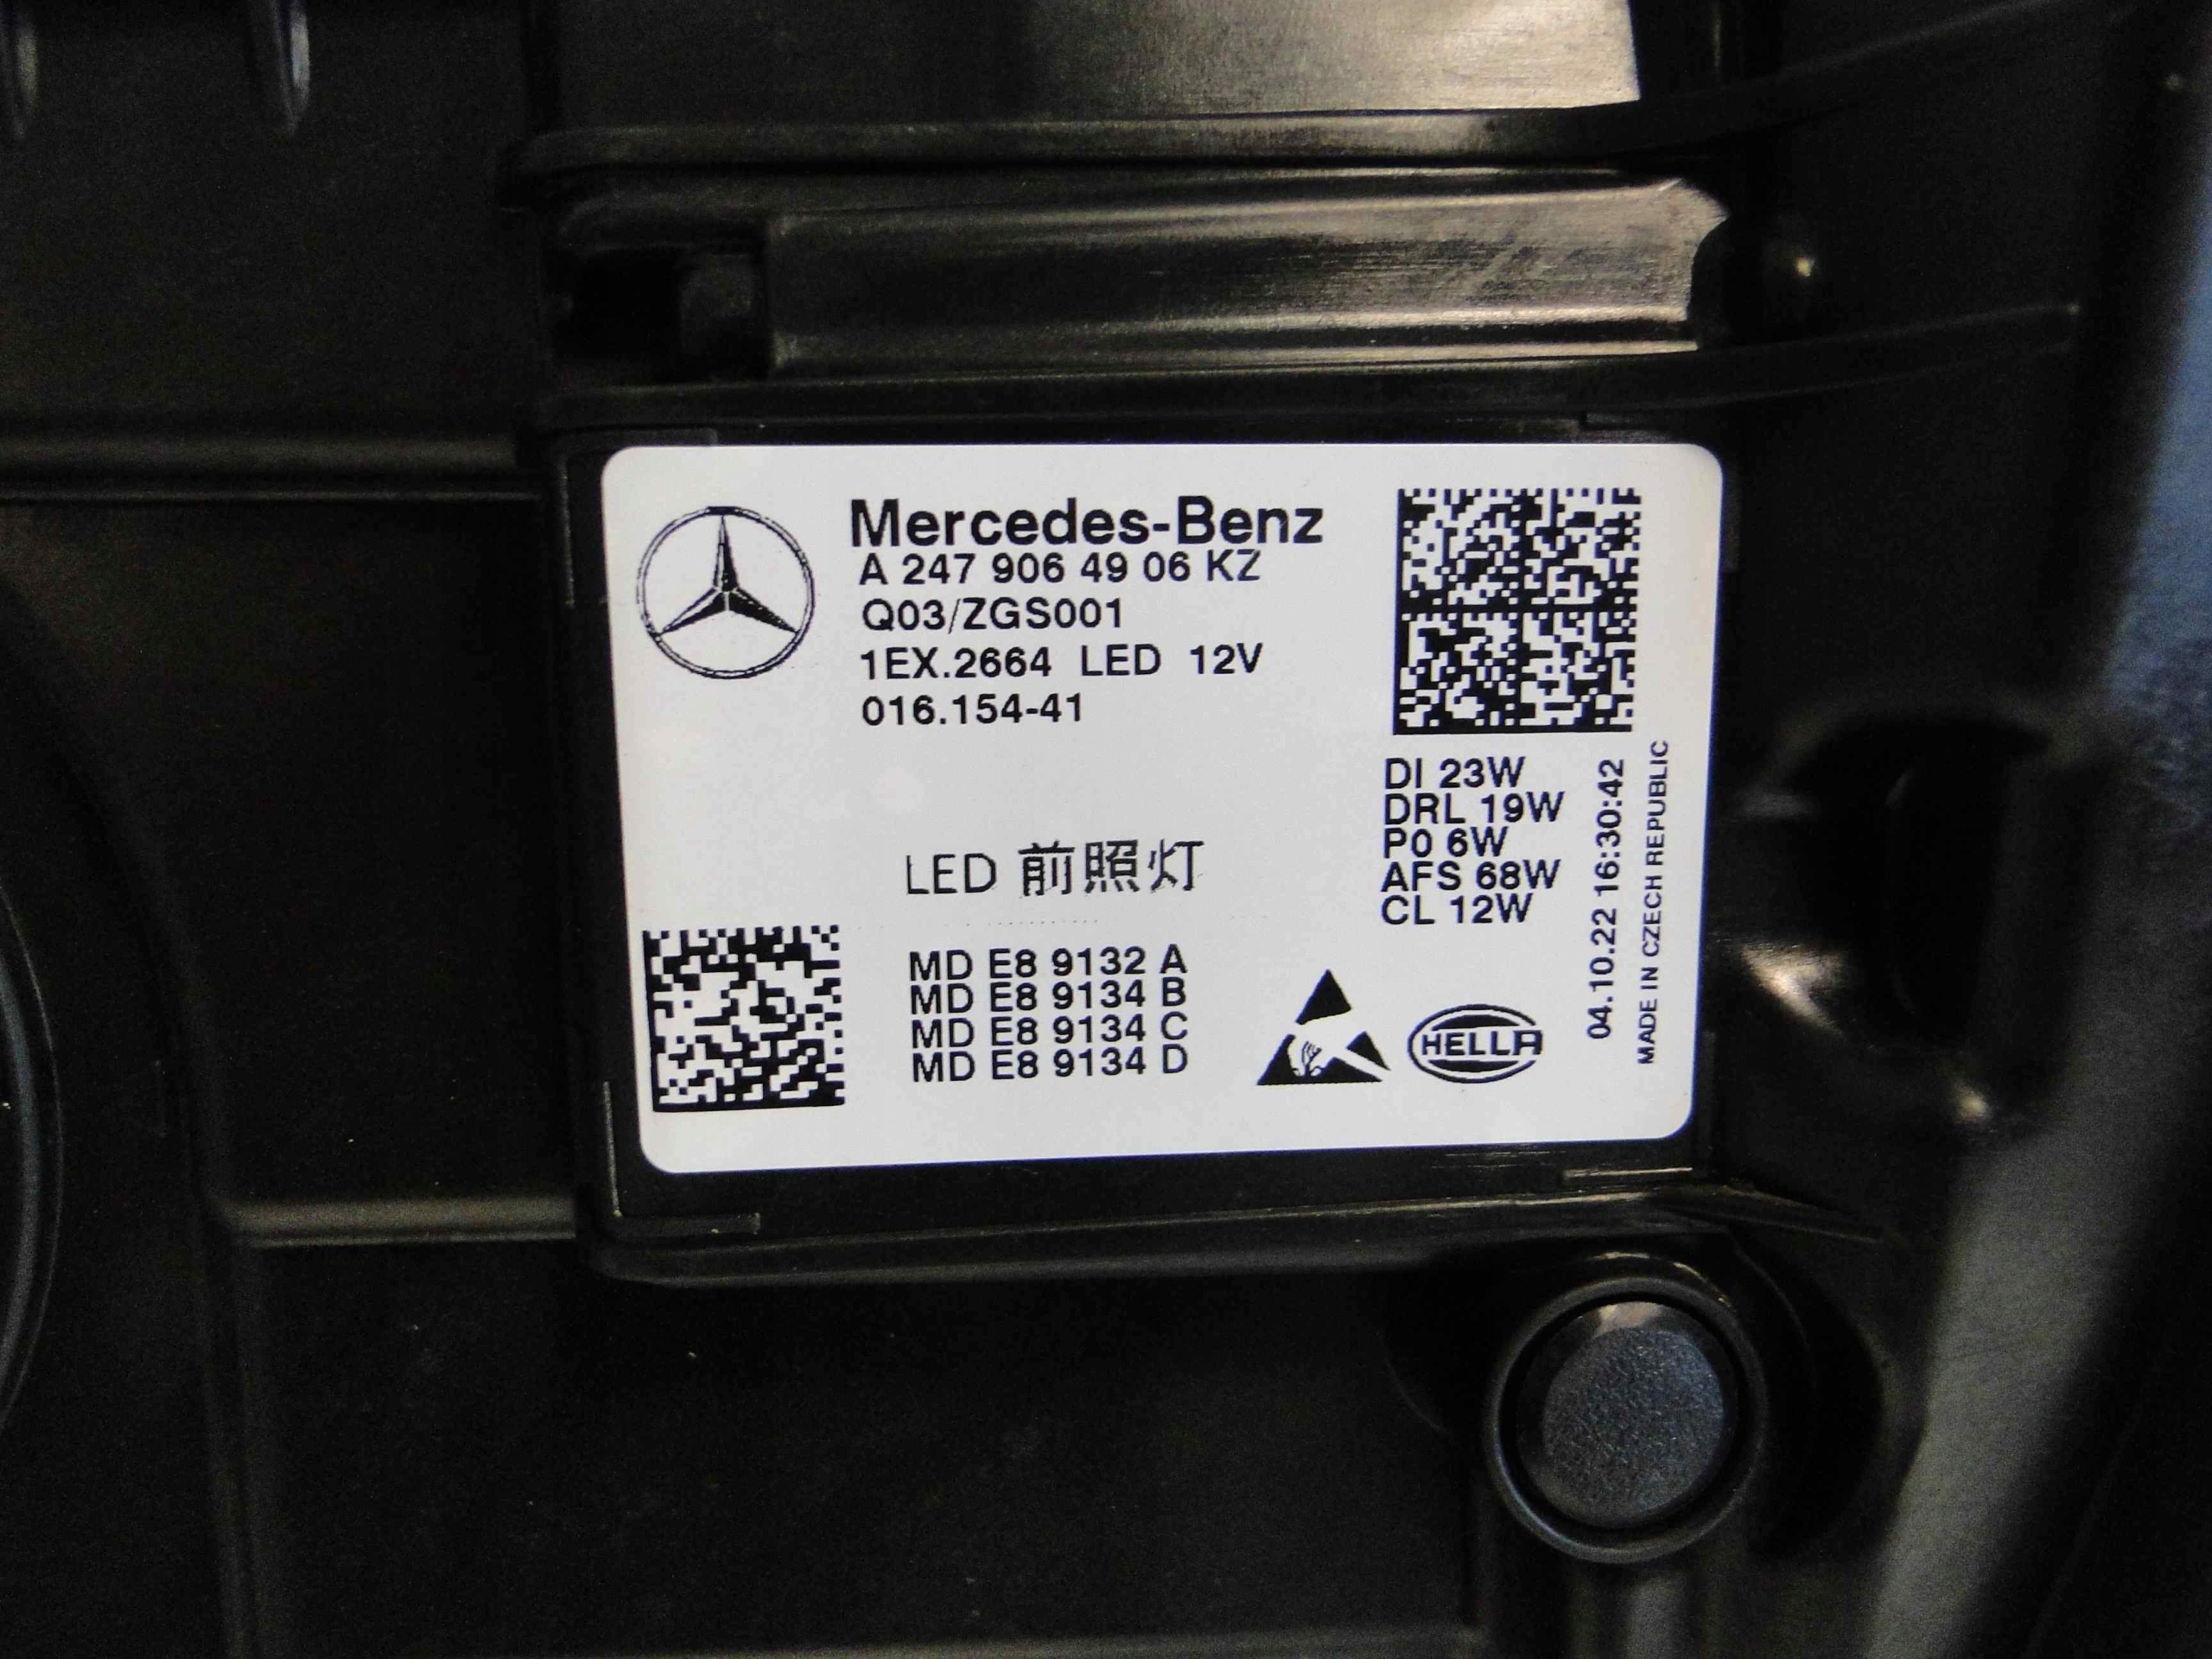 Mercedes-Benz
A 247 906 49 06 KZ
Q03/ZGS001
1EX.2664 LED 12V
016.154-41
DI 23W
DRL 19W
PO 6W
AFS 68W
CL 12W
04.10.22 16:30:42
MADE IN CZECH REPUBLIC
LED 前照灯
MD E8 9132 A
MD E8 9134 B
MD E8 9134 C
MD E8 9134 D
HELLA